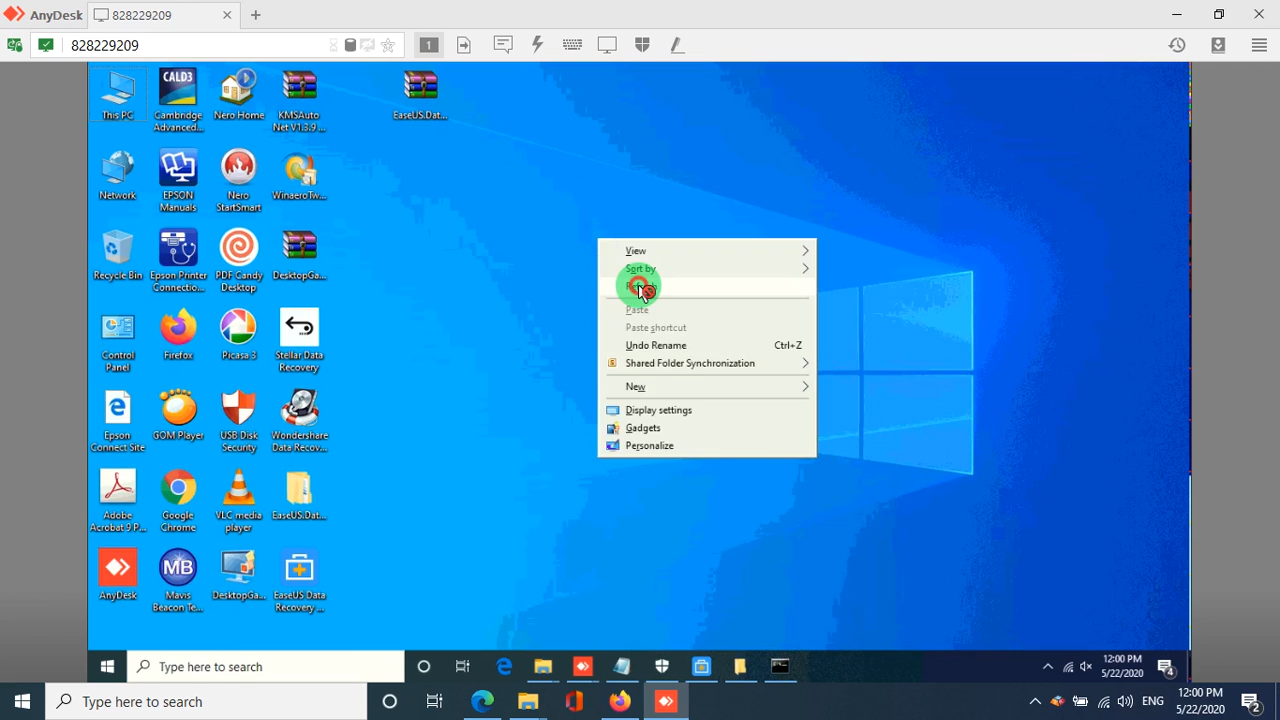 AnyDesk
828229209
828229209
1
This PC
Cambridge
Advanced...
Nero Home
KMSAuto
Net V1.3.9 ...
EaseUS.Dat...
Network
EPSON
Manuals
Nero
StartSmart
WinaeroTw...
Recycle Bin
Epson Printer
Connectio...
PDF Candy
Desktop
DesktopGa...
Control
Panel
Firefox
Picasa 3
Stellar Data
Recovery
Epson
Connect Site
GOM Player
USB Disk
Security
Wondershare
Data Recov...
Adobe
Acrobat 9 P...
Google
Chrome
VLC media
player
EaseUS.Dat...
AnyDesk
Mavis
Beacon Te...
DesktopGa...
EaseUS Data
Recovery ...
CALD3
MB
View
Sort by
Paste
Paste shortcut
Undo Rename Ctrl+Z
Shared Folder Synchronization
New
Display settings
Gadgets
Personalize
Type here to search
12:00 PM
5/22/2020
4
Type here to search
ENG
12:00 PM
5/22/2020
2